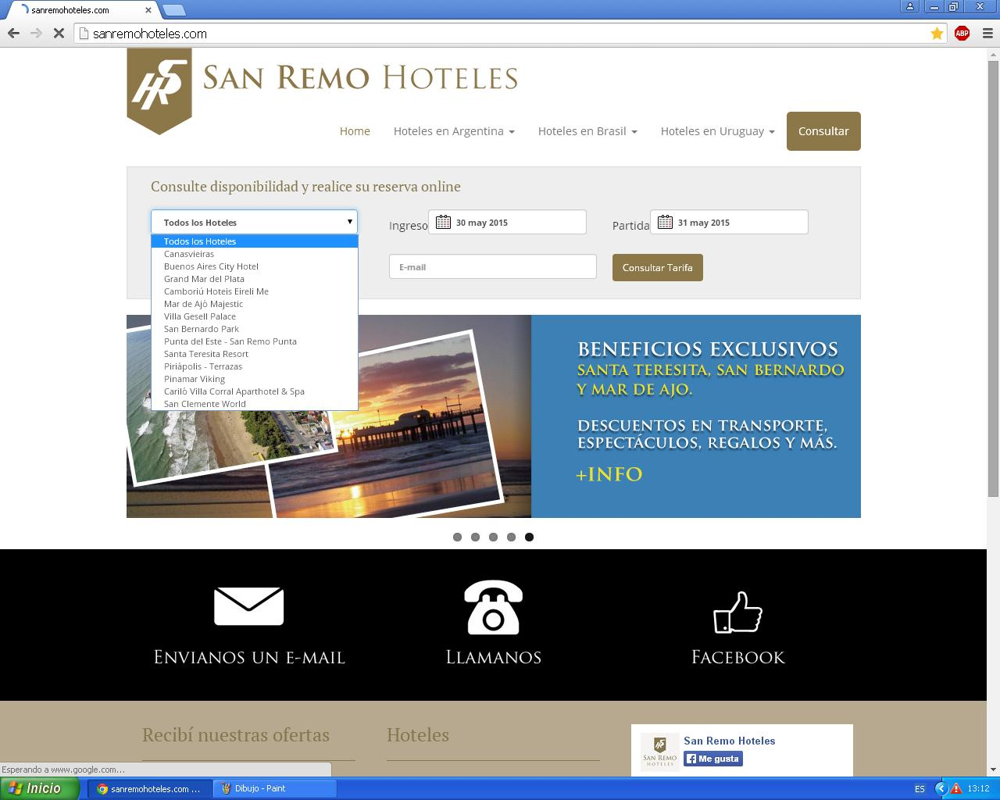 sanremohoteles.com
sanremohoteles.com
ABP
SAN REMO HOTELES
Home
Hoteles en Argentina
Hoteles en Brasil
Hoteles en Uruguay
Consultar
Consulte disponibilidad y realice su reserva online
Todos los Hoteles
Ingreso
30 may 2015
Partida
31 may 2015
E-mail
Consultar Tarifa
Todos los Hoteles
Canasvieiras
Buenos Aires City Hotel
Grand Mar del Plata
Camboriú Hoteis Eireli Me
Mar de Ajó Majestic
Villa Gesell Palace
San Bernardo Park
Punta del Este - San Remo Punta
Santa Teresita Resort
Piriápolis - Terrazas
Pinamar Viking
Cariló Villa Corral Aparthotel & Spa
San Clemente World
BENEFICIOS EXCLUSIVOS
SANTA TERESITA, SAN BERNARDO
Y MAR DE AJO.
DESCUENTOS EN TRANSPORTE,
ESPECTÁCULOS, REGALOS Y MÁS.
+INFO
ENVIANOS UN E-MAIL
LLAMANOS
FACEBOOK
Recibí nuestras ofertas
Hoteles
SAN REMO
HOTELES
San Remo Hoteles
Me gusta
Esperando a www.google.com...
Inicio
sanremohoteles.com ...
Dibujo - Paint
ES
13:12